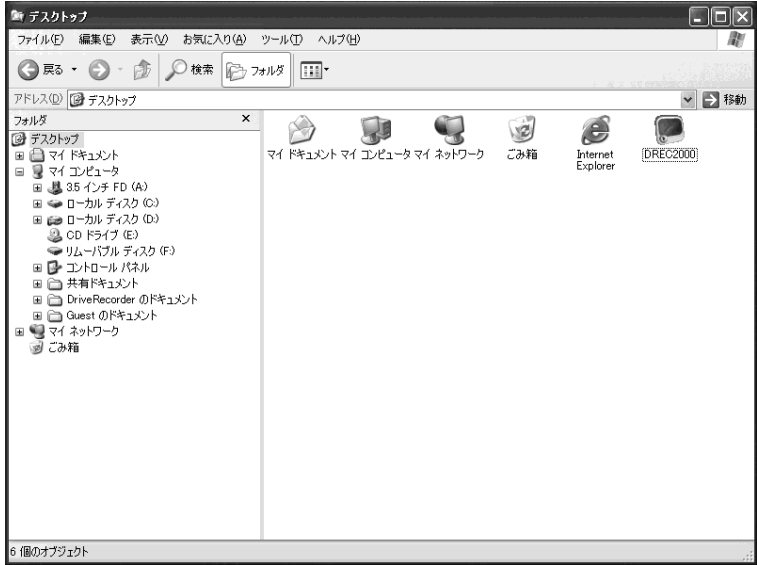 デスクトップ
ファイル(F) 編集(E) 表示(V) お気に入り(A) ツール(T) ヘルプ(H)
戻る 検索 フォルダ
アドレス(D) デスクトップ 移動
フォルダ ×
デスクトップ
マイ ドキュメント
マイ コンピュータ
3.5 インチ FD (A:)
ローカル ディスク (C:)
ローカル ディスク (D:)
CD ドライブ (E:)
リムーバブル ディスク (F:)
コントロール パネル
共有ドキュメント
DriveRecorder のドキュメント
Guest のドキュメント
マイ ネットワーク
ごみ箱
マイ ドキュメント マイ コンピュータ マイ ネットワーク ごみ箱 Internet Explorer DREC2000
6 個のオブジェクト